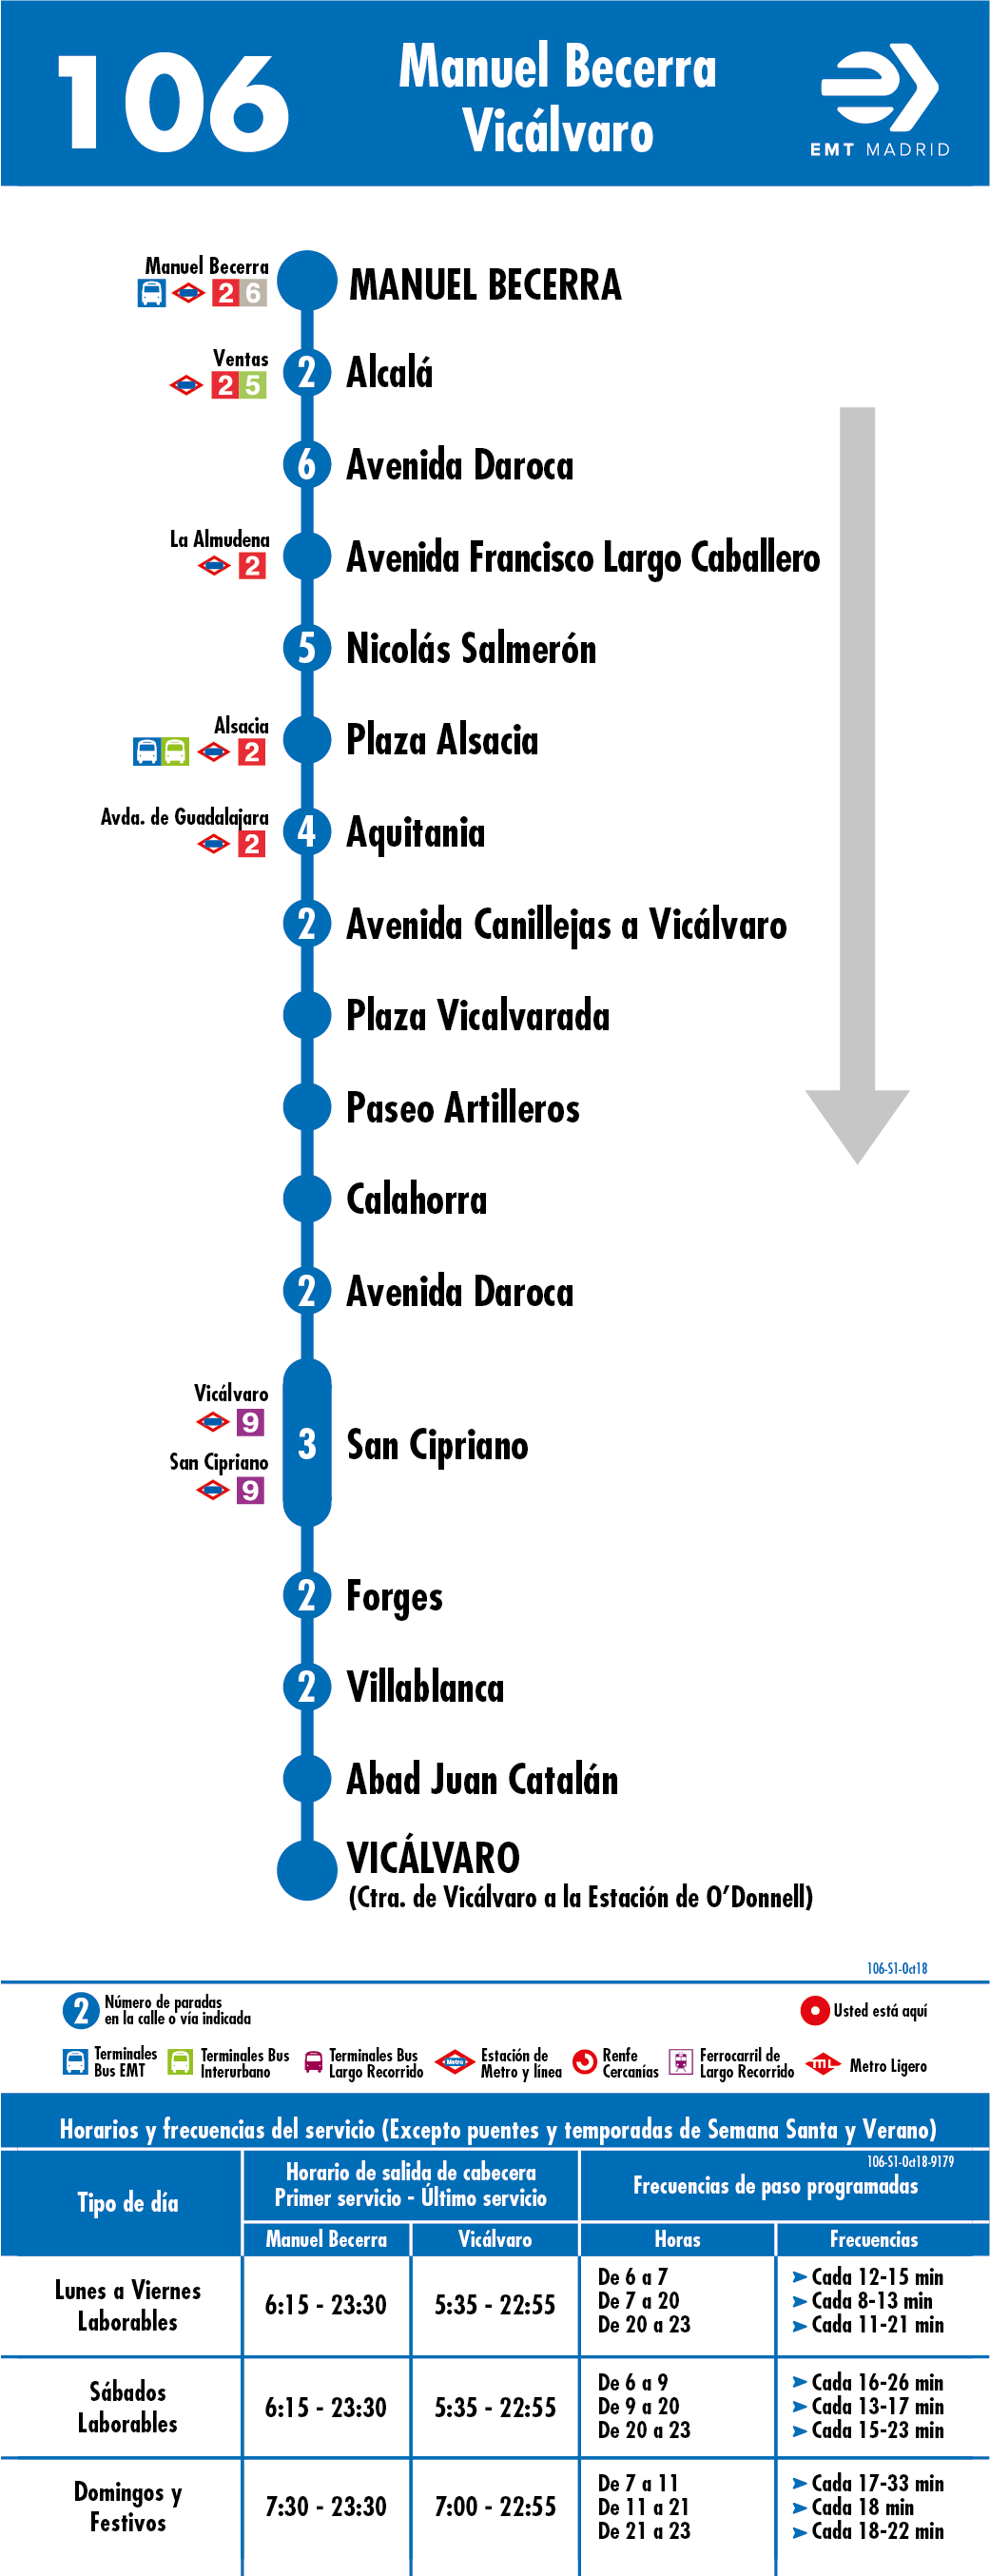 106
Manuel Becerra
Vicálvaro
EMT MADRID
Manuel Becerra
2 6
MANUEL BECERRA
Ventas
2 5
2
Alcalá
6
Avenida Daroca
La Almudena
2
Avenida Francisco Largo Caballero
5
Nicolás Salmerón
Alsacia
2
Plaza Alsacia
Avda. de Guadalajara
2
4
Aquitania
2
Avenida Canillejas a Vicálvaro
Plaza Vicalvarada
Paseo Artilleros
Calahorra
2
Avenida Daroca
Vicálvaro
9
San Cipriano
9
3
San Cipriano
2
Forges
2
Villablanca
Abad Juan Catalán
VICÁLVARO
(Ctra. de Vicálvaro a la Estación de O’Donnell)
106-S1-Oct18
2
Número de paradas
en la calle o vía indicada
Usted está aquí
Terminales
Bus EMT
Terminales Bus
Interurbano
Terminales Bus
Largo Recorrido
Metro
Estación de
Metro y línea
Renfe
Cercanías
Ferrocarril de
Largo Recorrido
ML
Metro Ligero
Horarios y frecuencias del servicio (Excepto puentes y temporadas de Semana Santa y Verano)
106-S1-Oct18-9179
Tipo de día
Horario de salida de cabecera
Primer servicio - Último servicio
Frecuencias de paso programadas
Manuel Becerra
Vicálvaro
Horas
Frecuencias
Lunes a Viernes
Laborables
6:15 - 23:30
5:35 - 22:55
De 6 a 7
Cada 12-15 min
De 7 a 20
Cada 8-13 min
De 20 a 23
Cada 11-21 min
Sábados
Laborables
6:15 - 23:30
5:35 - 22:55
De 6 a 9
Cada 16-26 min
De 9 a 20
Cada 13-17 min
De 20 a 23
Cada 15-23 min
Domingos y
Festivos
7:30 - 23:30
7:00 - 22:55
De 7 a 11
Cada 17-33 min
De 11 a 21
Cada 18 min
De 21 a 23
Cada 18-22 min